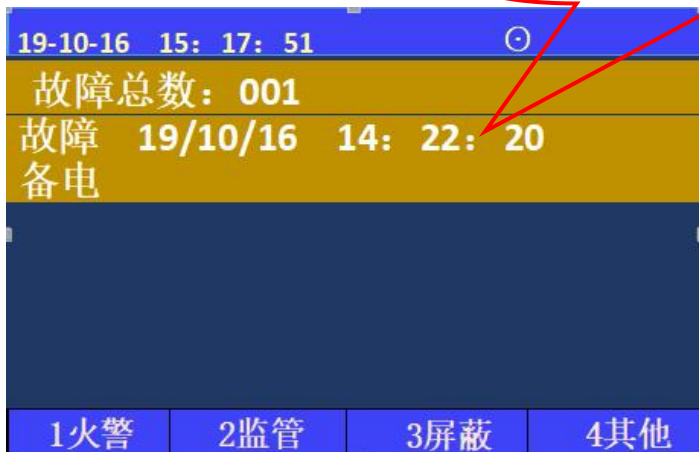 19-10-16 15：17：51
故障总数：001
故障 19/10/16 14：22：20
备电
1火警 2监管 3屏蔽 4其他